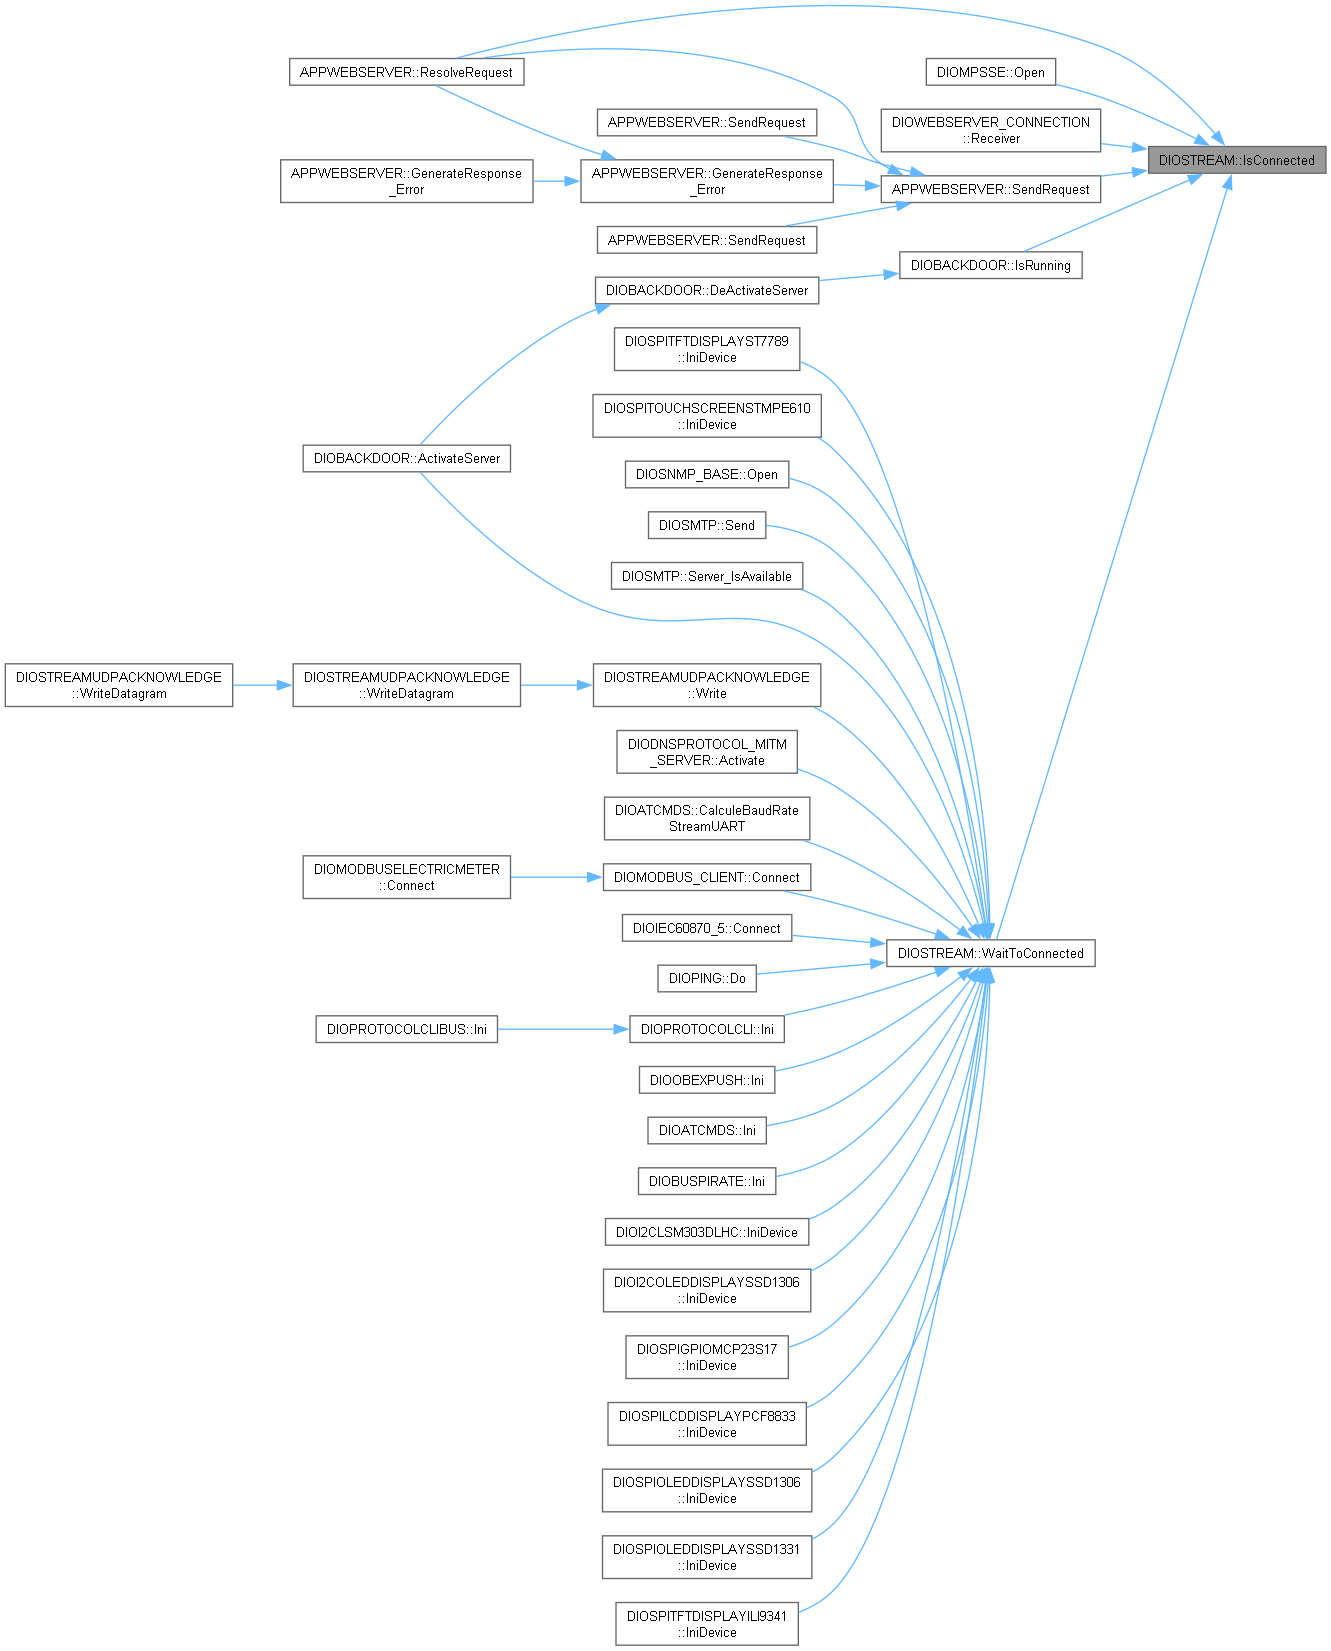 APPWEBSERVER::ResolveRequest
DIOMPSSE::Open
APPWEBSERVER::SendRequest
DIOWEBSERVER_CONNECTION
::Receiver
DIOSTREAM::IsConnected
APPWEBSERVER::GenerateResponse
_Error
APPWEBSERVER::GenerateResponse
_Error
APPWEBSERVER::SendRequest
APPWEBSERVER::SendRequest
DIOBACKDOOR::IsRunning
DIOBACKDOOR::DeActivateServer
DIOSPITFTDISPLAYST7789
::IniDevice
DIOSPITOUCHSCREENSTMPE610
::IniDevice
DIOBACKDOOR::ActivateServer
DIOSNMP_BASE::Open
DIOSMTP::Send
DIOSMTP::Server_IsAvailable
DIOSTREAMUDPACKNOWLEDGE
::WriteDatagram
DIOSTREAMUDPACKNOWLEDGE
::WriteDatagram
DIOSTREAMUDPACKNOWLEDGE
::Write
DIODNSPROTOCOL_MITM
_SERVER::Activate
DIOATCMDS::CalculeBaudRate
StreamUART
DIOMODBUSELECTRICMETER
::Connect
DIOMODBUS_CLIENT::Connect
DIOIEC60870_5::Connect
DIOSTREAM::WaitToConnected
DIOPING::Do
DIOPROTOCOLCLIBUS::Ini
DIOPROTOCOLCLI::Ini
DIOOBEXPUSH::Ini
DIOATCMDS::Ini
DIOBUSPIRATE::Ini
DIOI2CLSM303DLHC::IniDevice
DIOI2COLEDDISPLAYSSD1306
::IniDevice
DIOSPIGPIOMCP23S17
::IniDevice
DIOSPILCDDISPLAYPCF8833
::IniDevice
DIOSPIOLEDDISPLAYSSD1306
::IniDevice
DIOSPIOLEDDISPLAYSSD1331
::IniDevice
DIOSPITFTDISPLAYILI9341
::IniDevice